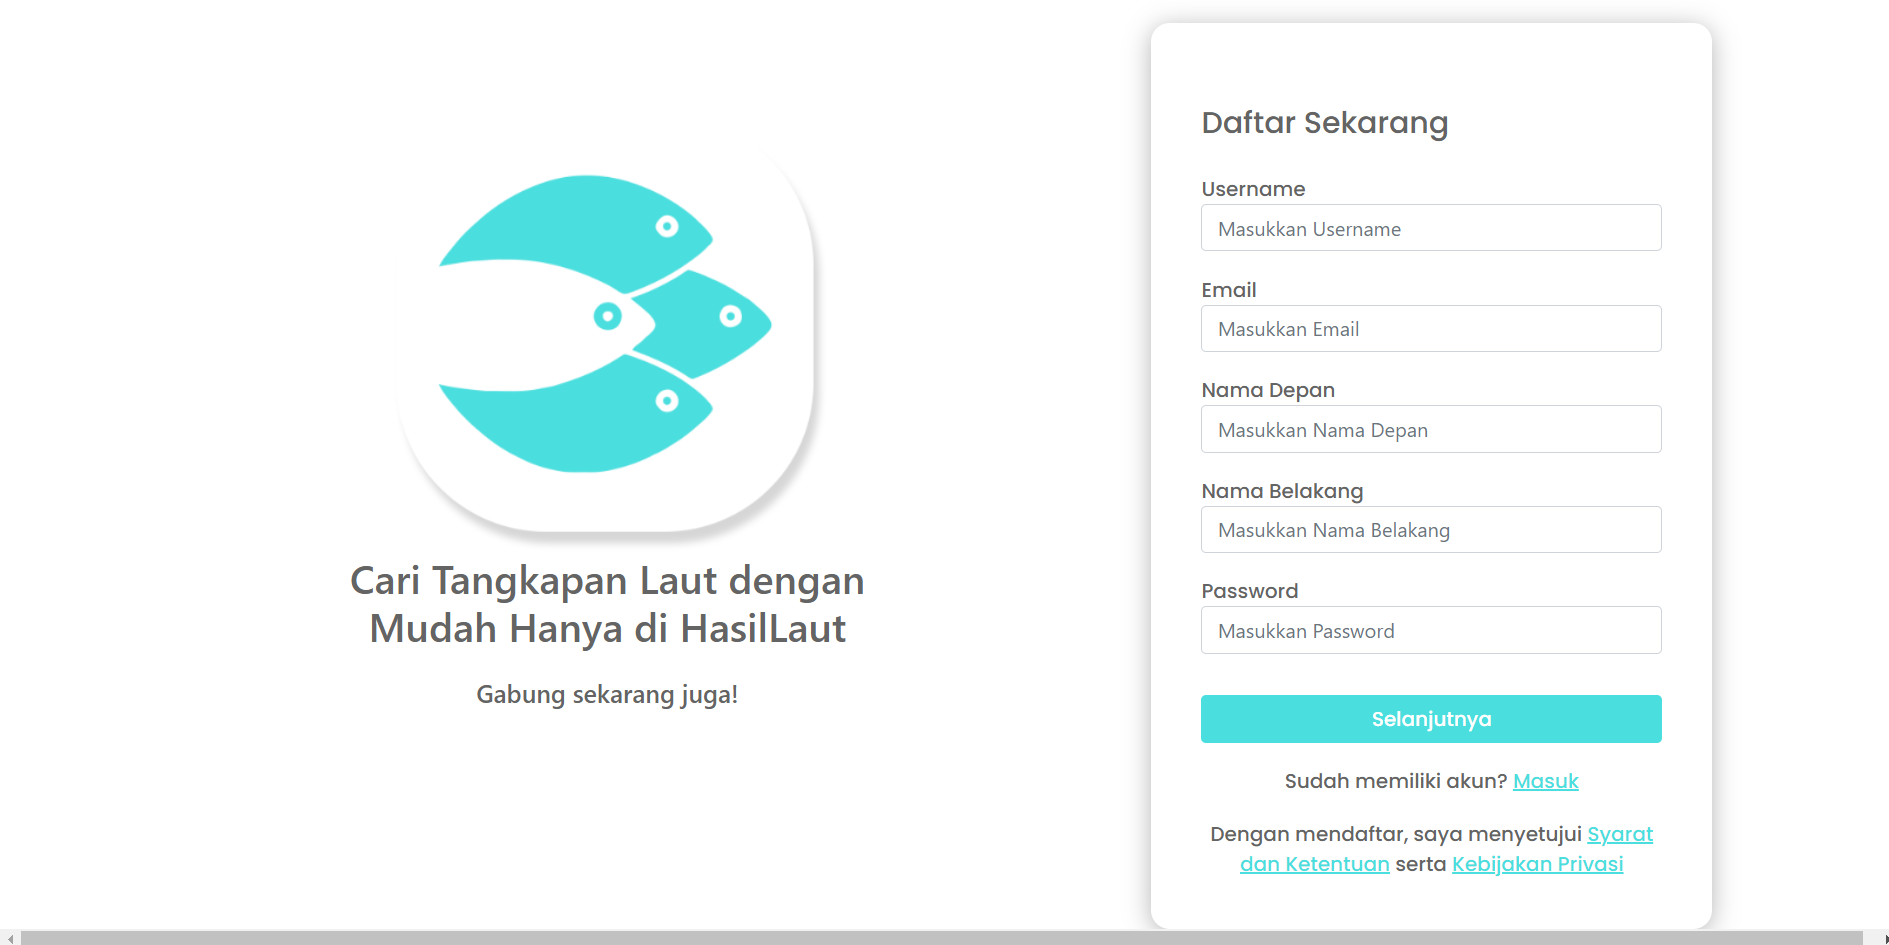 Cari Tangkapan Laut dengan
Mudah Hanya di HasilLaut
Gabung sekarang juga!
Daftar Sekarang
Username
Masukkan Username
Email
Masukkan Email
Nama Depan
Masukkan Nama Depan
Nama Belakang
Masukkan Nama Belakang
Password
Masukkan Password
Selanjutnya
Sudah memiliki akun? Masuk
Dengan mendaftar, saya menyetujui Syarat
dan Ketentuan serta Kebijakan Privasi